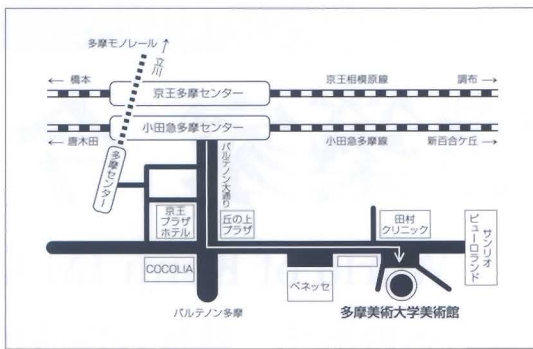 多摩モノレール
立川
橋本
京王多摩センター
京王相模原線
調布
小田急多摩センター
唐木田
小田急多摩線
新百合ケ丘
多摩センター
パルテノン大通り
京王
プラザ
ホテル
丘の上
プラザ
田村
クリニック
サンリオ
ピューロランド
COCOLIA
ベネッセ
パルテノン多摩
多摩美術大学美術館